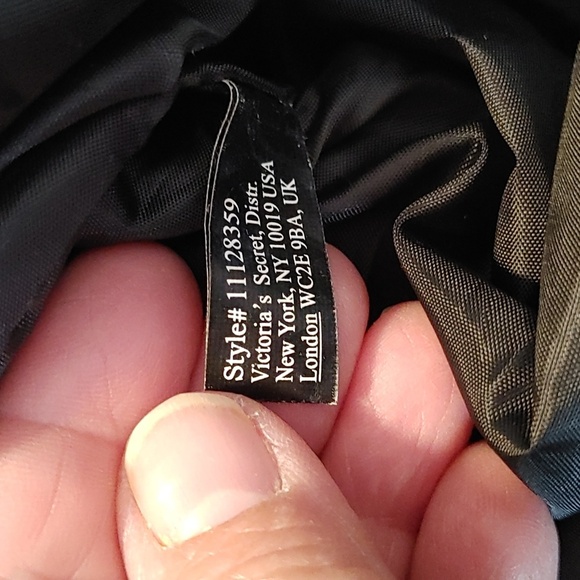 Style# 11128359
Victoria's Secret, Distr.
New York, NY 10019 USA
London WC2E 9BA, UK